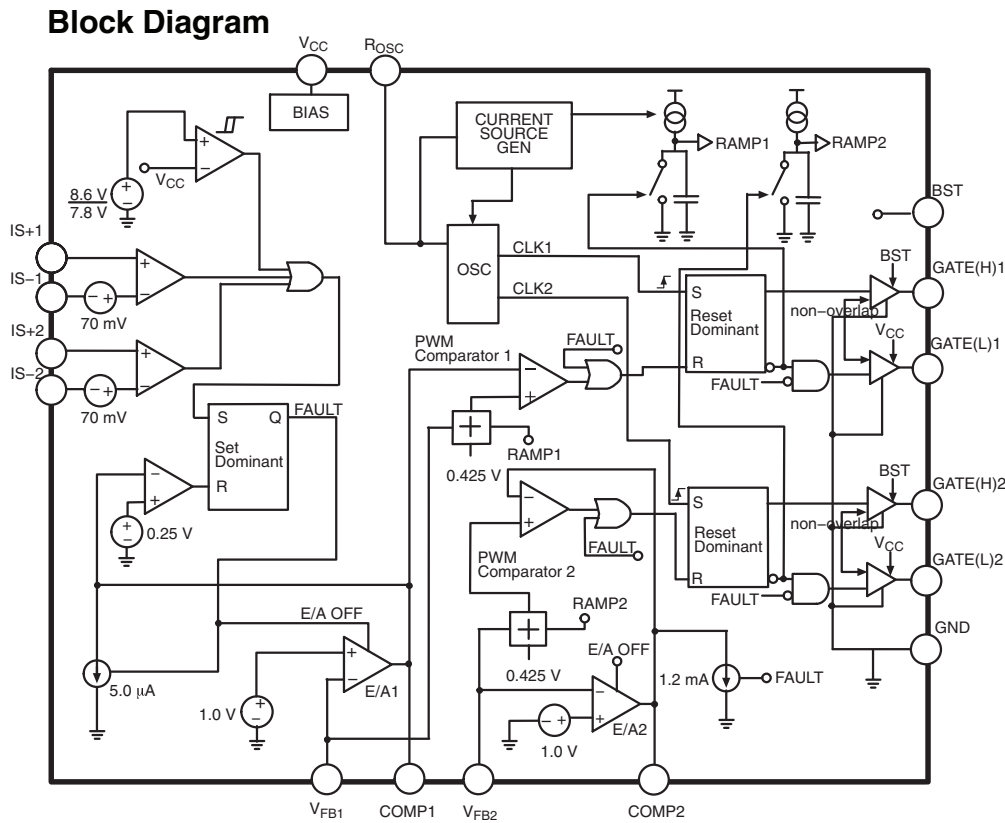 Block Diagram
VCC
ROSC
BIAS
CURRENT
SOURCE
GEN
RAMP1
RAMP2
+
−
VCC
8.6 V
7.8 V
+
−
BST
IS+1
IS−1
+
−
− +
70 mV
OSC
CLK1
CLK2
S
Reset
Dominant
R
BST
GATE(H)1
non−overlap
VCC
GATE(L)1
FAULT
IS+2
IS−2
+
−
− +
70 mV
PWM
Comparator 1
FAULT
−
+
+
RAMP1
0.425 V
S
Q
FAULT
Set
Dominant
R
−
+
+
−
0.25 V
−
+
FAULT
PWM
Comparator 2
S
Reset
Dominant
R
BST
GATE(H)2
non−overlap
VCC
GATE(L)2
FAULT
+
RAMP2
0.425 V
E/A OFF
+
−
E/A1
5.0 μA
1.0 V
+
−
E/A OFF
−
+
E/A2
− +
1.0 V
1.2 mA
FAULT
GND
VFB1
COMP1
VFB2
COMP2